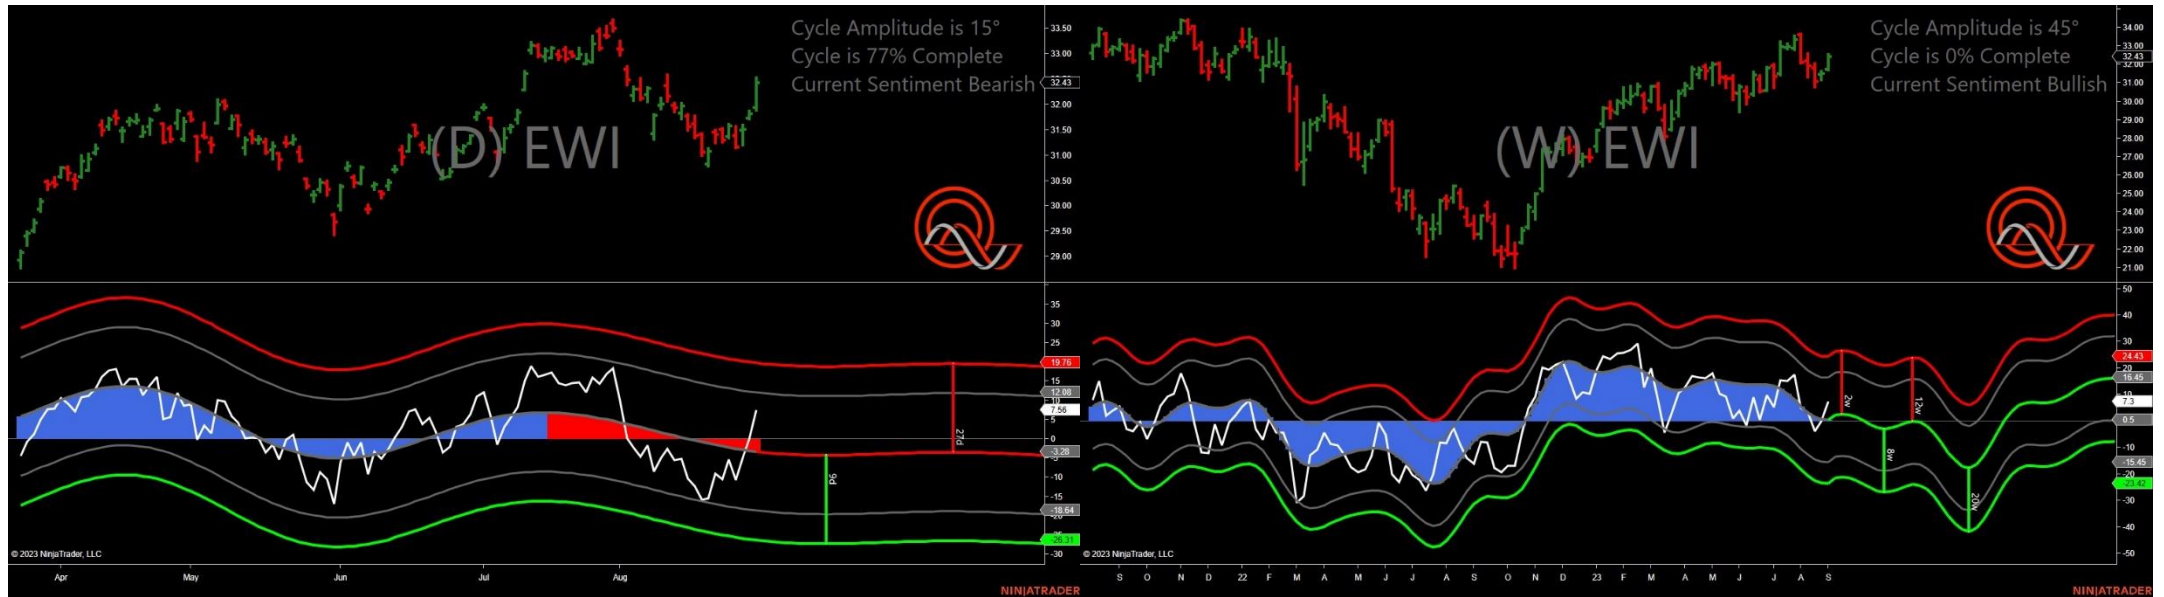 Cycle Amplitude is 15°
Cycle is 77% Complete
Current Sentiment Bearish
(D) EWI
33.50
33.00
32.43
32.00
31.50
31.00
30.50
30.00
29.50
29.00
35
30
25
19.76
15
12.08
10
7.56
5
0
-3.28
-5
-10
-15
-18.64
-20
-26.31
-30
27d
9d
© 2023 NinjaTrader, LLC
Apr May Jun Jul Aug
NINJATRADER
Cycle Amplitude is 45°
Cycle is 0% Complete
Current Sentiment Bullish
(W) EWI
34.00
33.00
32.43
32.00
31.00
30.00
29.00
28.00
27.00
26.00
25.00
24.00
23.00
22.00
21.00
50
40
30
24.43
20
16.45
7.3
0.5
-10
-15.45
-20
-23.42
-30
-40
-50
2w
12w
8w
20w
© 2023 NinjaTrader, LLC
S O N D 22 F M A M J J A S O N D 23 F M A M J J A S
NINJATRADER